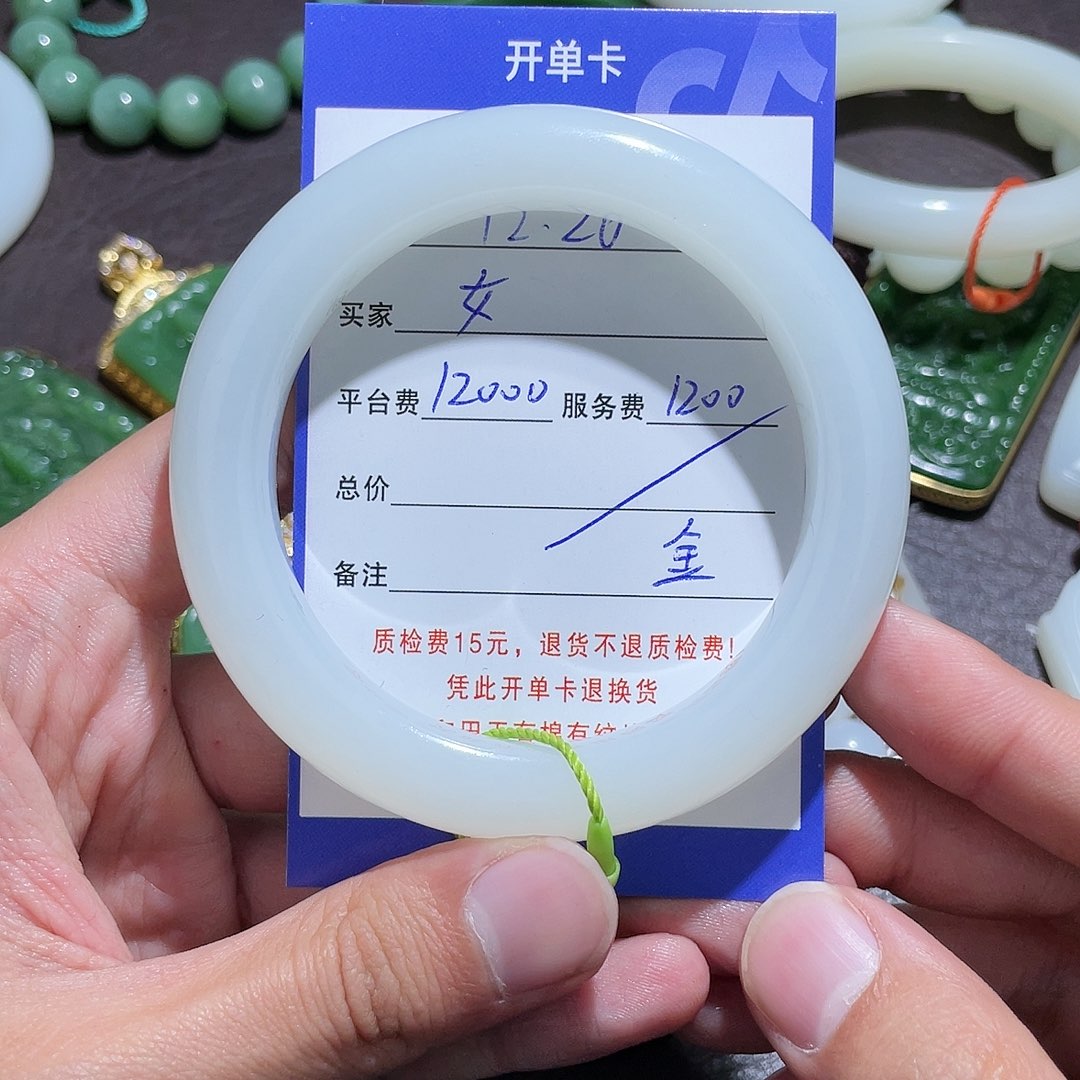 开单卡
12.20
买家 女
平台费 12000 服务费 1200
总价
备注 金
质检费15元，退货不退质检费!
凭此开单卡退换货